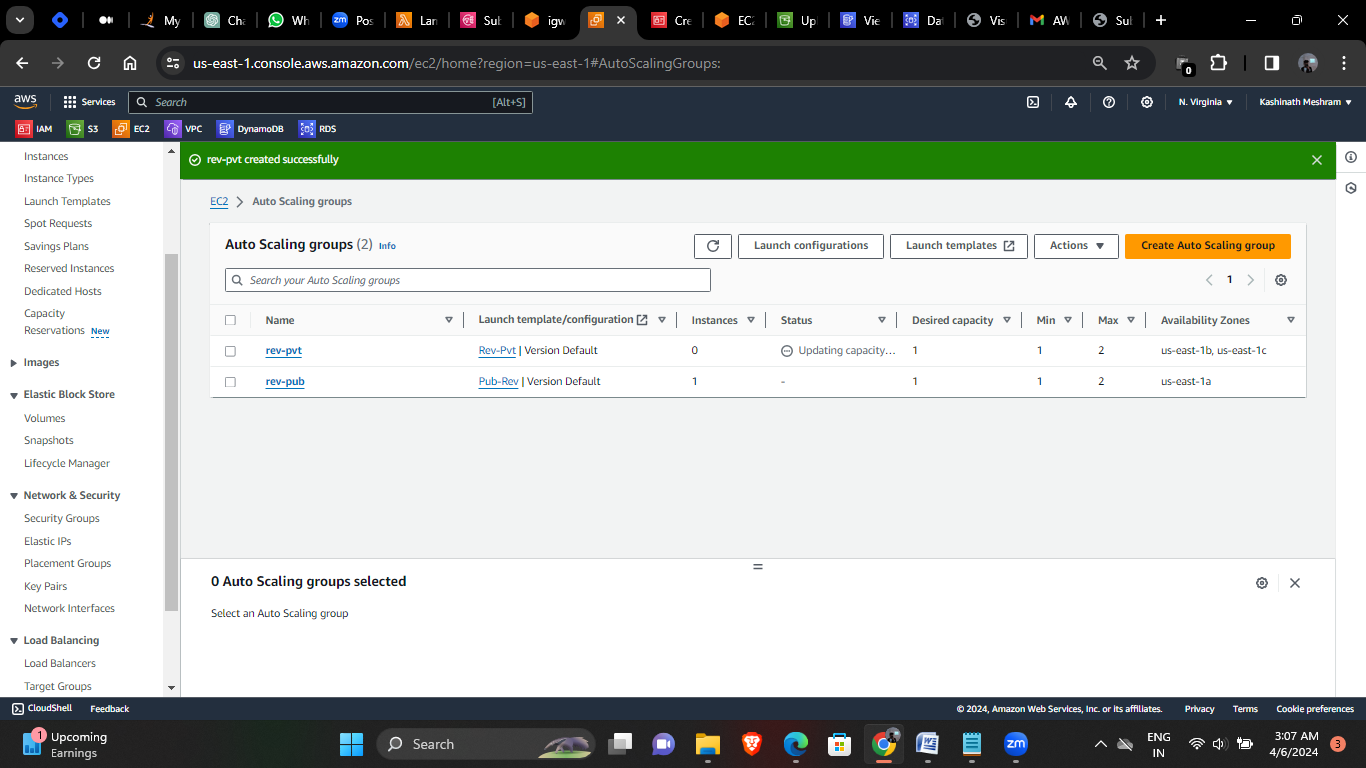 My
Cha
Wh
Pos
Lar
Sub
igw
Cre
EC2
Up
Vie
Da
Vis
AW
Sul
us-east-1.console.aws.amazon.com/ec2/home?region=us-east-1#AutoScalingGroups:
0
aws Services Search [Alt+S] N. Virginia Kashinath Meshram
IAM S3 EC2 VPC DynamoDB RDS
Instances
Instance Types
Launch Templates
Spot Requests
Savings Plans
Reserved Instances
Dedicated Hosts
Capacity
Reservations New
Images
Elastic Block Store
Volumes
Snapshots
Lifecycle Manager
Network & Security
Security Groups
Elastic IPs
Placement Groups
Key Pairs
Network Interfaces
Load Balancing
Load Balancers
Target Groups
rev-pvt created successfully
EC2 Auto Scaling groups
Auto Scaling groups (2) Info Launch configurations Launch templates Actions Create Auto Scaling group
Search your Auto Scaling groups 1
Name Launch template/configuration Instances Status Desired capacity Min Max Availability Zones
rev-pvt Rev-Pvt | Version Default 0 Updating capacity... 1 1 2 us-east-1b, us-east-1c
rev-pub Pub-Rev | Version Default 1 - 1 1 2 us-east-1a
0 Auto Scaling groups selected
Select an Auto Scaling group
CloudShell Feedback © 2024, Amazon Web Services, Inc. or its affiliates. Privacy Terms Cookie preferences
1 Upcoming
Earnings
Search
zm
ENG
IN
3:07 AM
4/6/2024
3